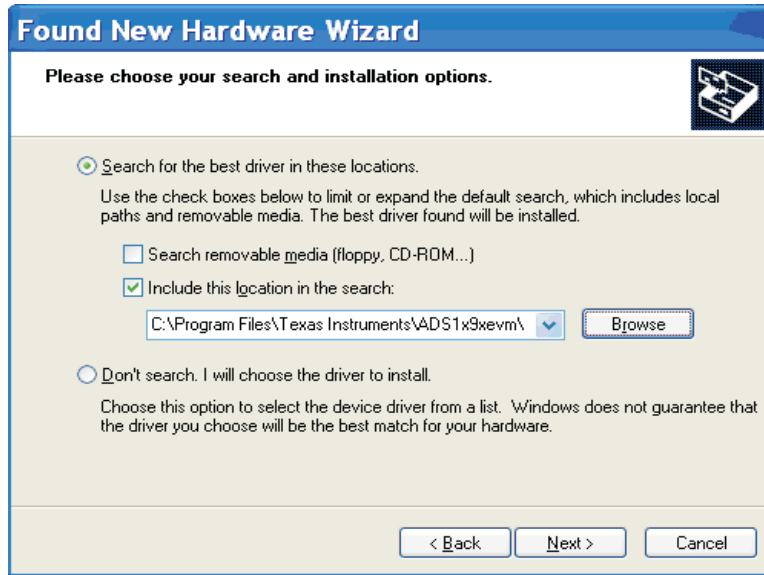 Found New Hardware Wizard
Please choose your search and installation options.
Search for the best driver in these locations.
Use the check boxes below to limit or expand the default search, which includes local
paths and removable media. The best driver found will be installed.
Search removable media (floppy, CD-ROM...)
Include this location in the search:
C:\Program Files\Texas Instruments\ADS1x9xevm\
Browse
Don't search. I will choose the driver to install.
Choose this option to select the device driver from a list. Windows does not guarantee that
the driver you choose will be the best match for your hardware.
< Back Next > Cancel